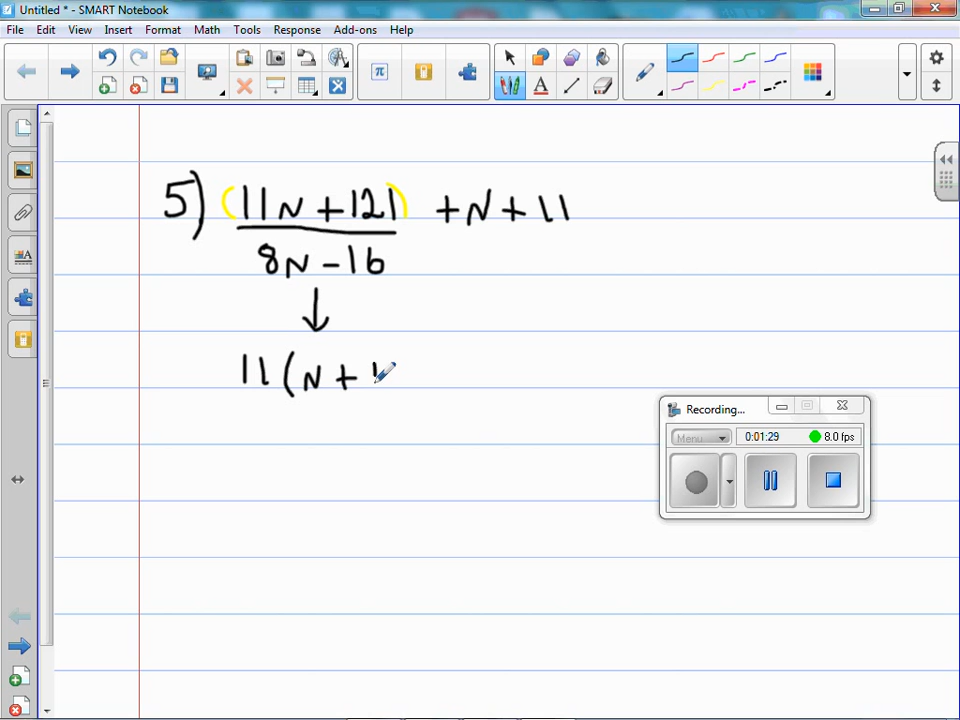 Untitled * - SMART Notebook
File Edit View Insert Format Math Tools Response Add-ons Help
5) (11N + 121) + N + 11
8N - 16
↓
11 (N +
Recording...
Menu 0:01:29 8.0 fps